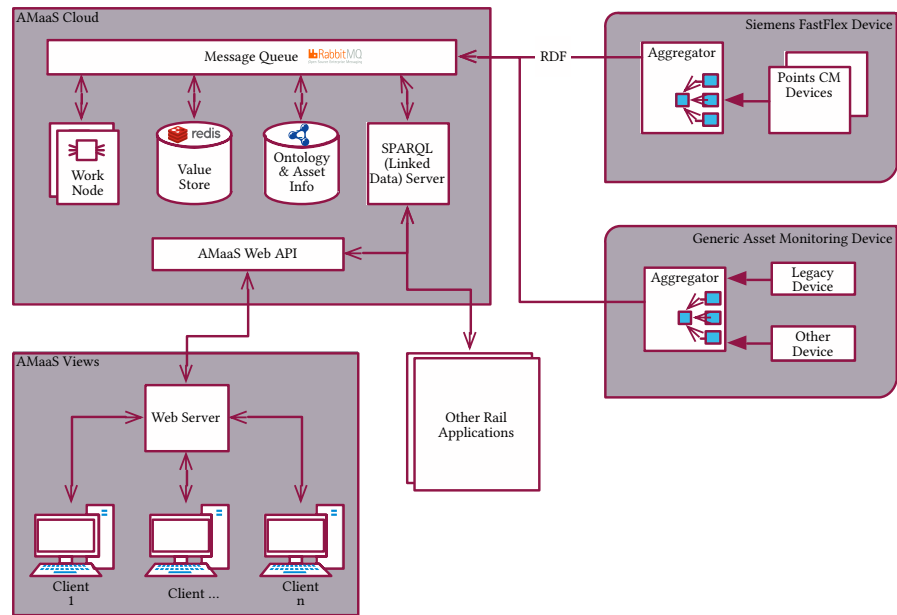 AMaaS Cloud
Message Queue
RabbitMQ
Work
Node
redis
Value
Store
Ontology
& Asset
Info
SPARQL
(Linked
Data) Server
AMaaS Web API
RDF
Siemens FastFlex Device
Aggregator
Points CM
Devices
Generic Asset Monitoring Device
Aggregator
Legacy
Device
Other
Device
AMaaS Views
Web Server
Client
1
Client ...
Client
n
Other Rail
Applications